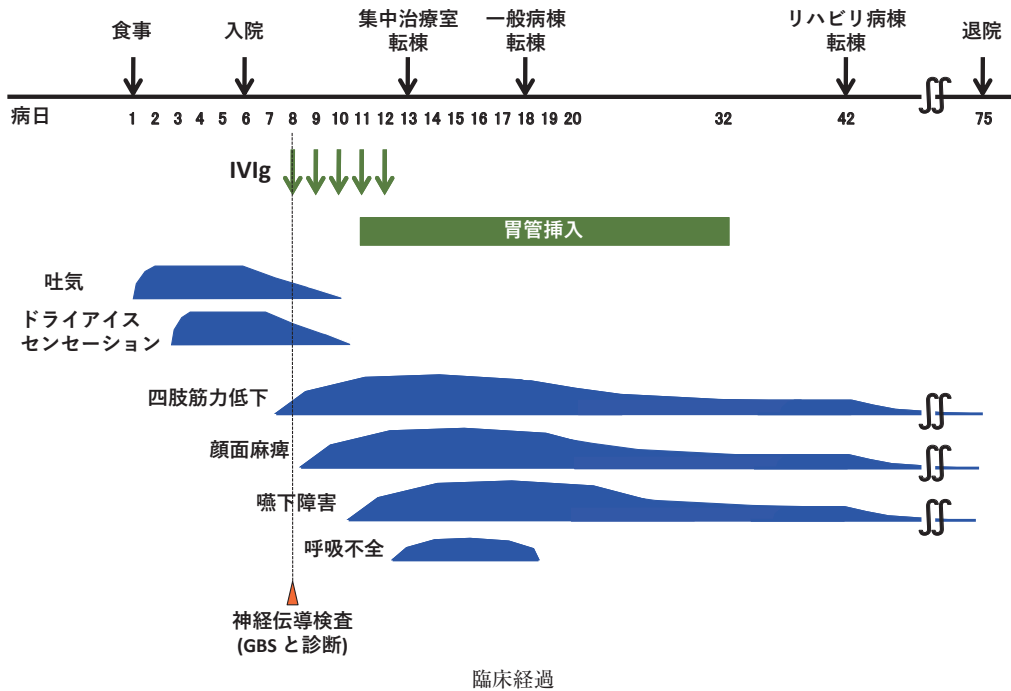 食事
入院
集中治療室
転棟
一般病棟
転棟
リハビリ病棟
転棟
退院
病日
1 2 3 4 5 6 7 8 9 10 11 12 13 14 15 16 17 18 19 20 32 42 75
IVIg
胃管挿入
吐気
ドライアイス
センセーション
四肢筋力低下
顔面麻痺
嚥下障害
呼吸不全
神経伝導検査
(GBS と診断)
臨床経過